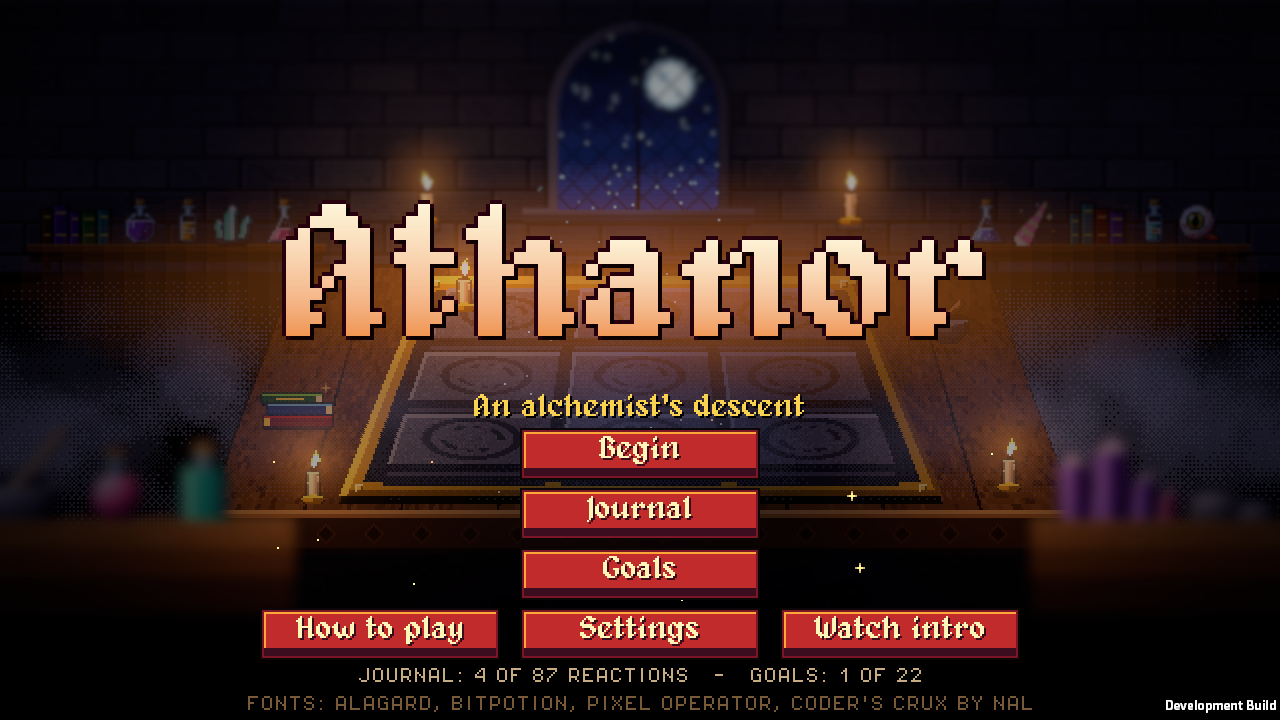 Athanor
An alchemist's descent
Begin
Journal
Goals
How to play
Settings
Watch intro
JOURNAL: 4 OF 87 REACTIONS - GOALS: 1 OF 22
FONTS: ALAGARD, BITPOTION, PIXEL OPERATOR, CODER'S CRUX BY NAL
Development Build